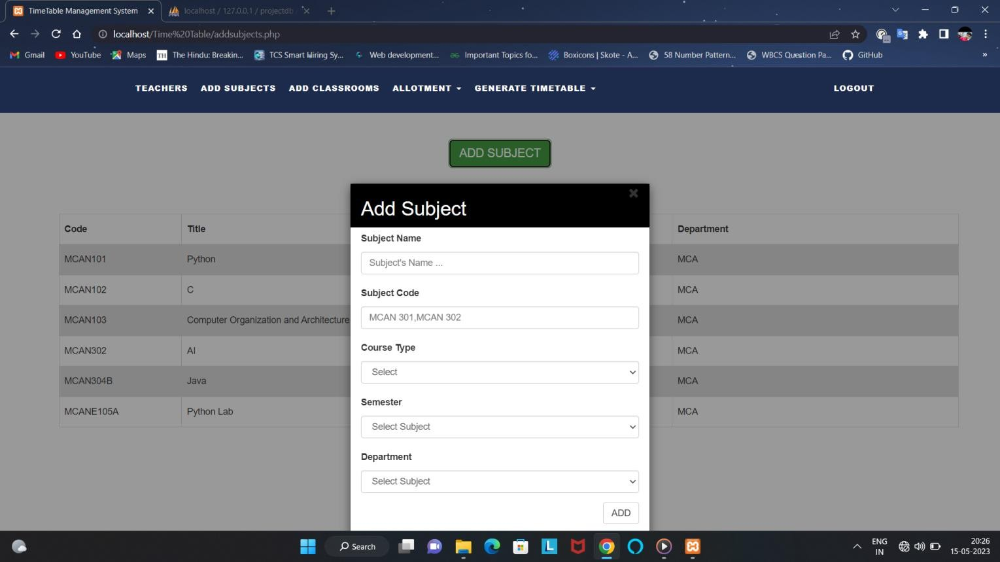 TimeTable Management System
localhost / 127.0.0.1 / projectdb /
localhost/Time%20Table/addsubjects.php
Gmail YouTube Maps The Hindu: Breakin... TCS Smart Hiring Sy... Web development... Important Topics fo... Boxicons | Skote - A... 58 Number Pattern... WBCS Question Pa... GitHub »
TEACHERS ADD SUBJECTS ADD CLASSROOMS ALLOTMENT GENERATE TIMETABLE LOGOUT
ADD SUBJECT
Add Subject
Subject Name
Subject's Name ...
Subject Code
MCAN 301,MCAN 302
Course Type
Select
Semester
Select Subject
Department
Select Subject
ADD
Code Title Department
MCAN101 Python MCA
MCAN102 C MCA
MCAN103 Computer Organization and Architecture MCA
MCAN302 AI MCA
MCAN304B Java MCA
MCANE105A Python Lab MCA
Search
ENG
IN
20:26
15-05-2023